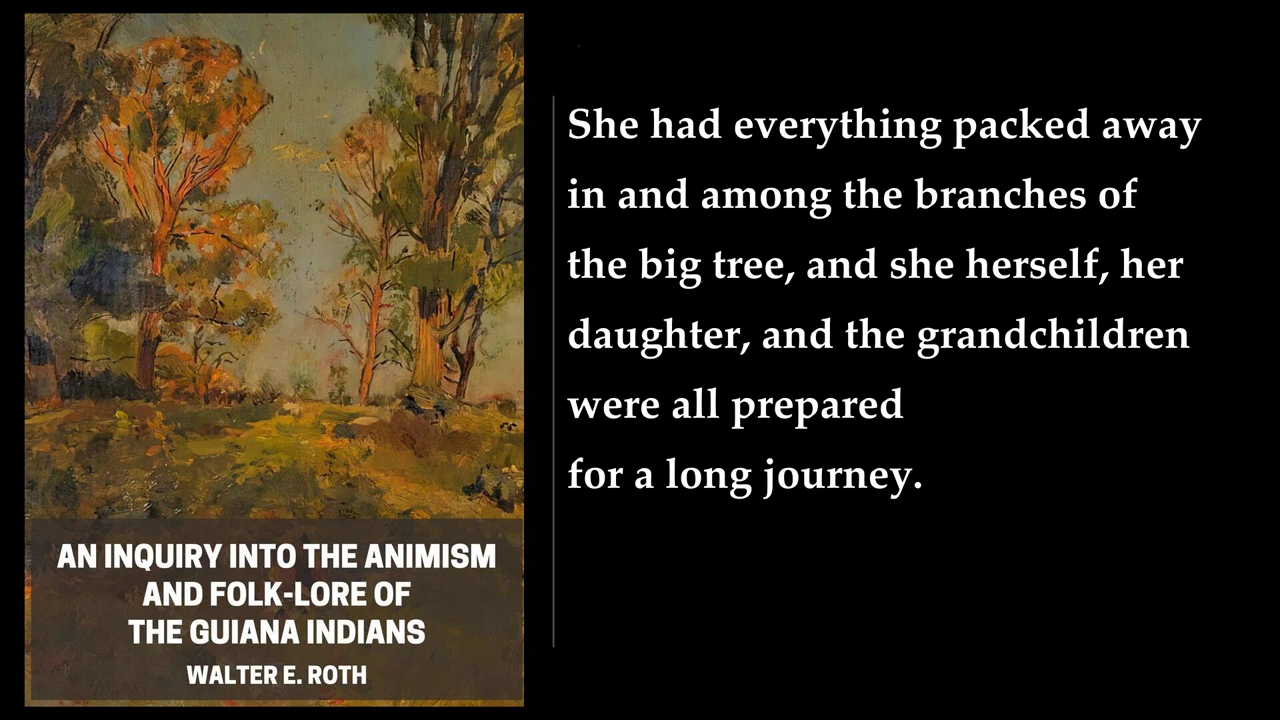 She had everything packed away
in and among the branches of
the big tree, and she herself, her
daughter, and the grandchildren
were all prepared
for a long journey.
AN INQUIRY INTO THE ANIMISM
AND FOLK-LORE OF
THE GUIANA INDIANS
WALTER E. ROTH